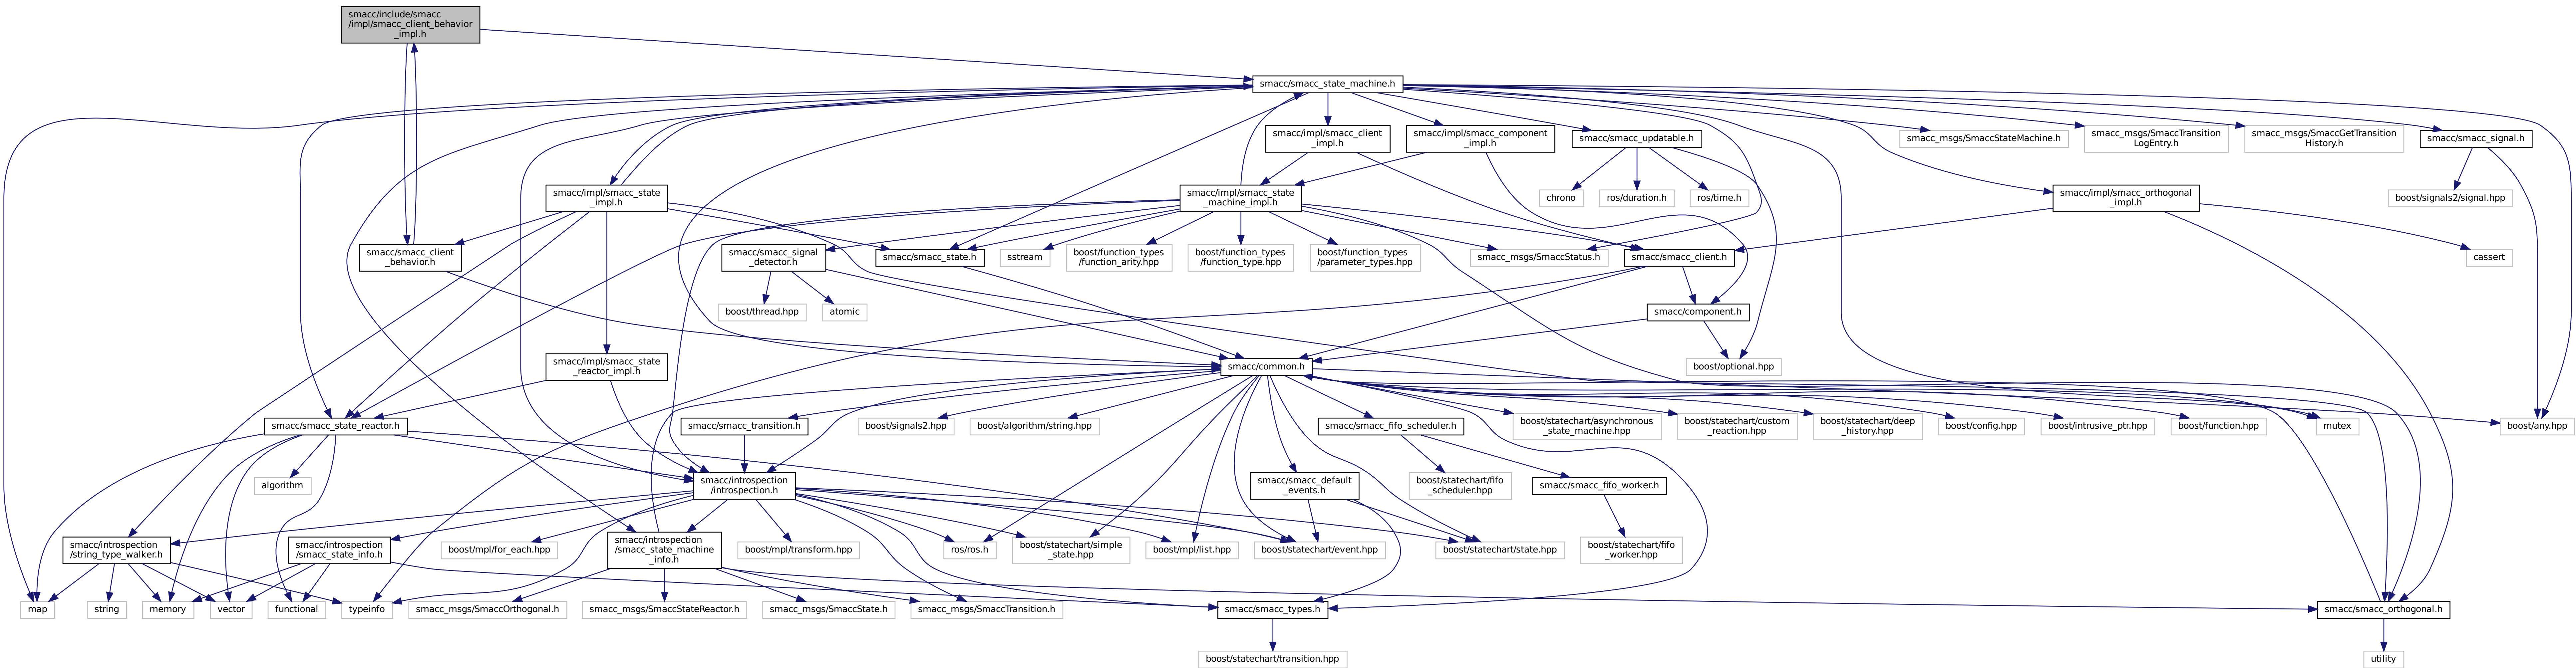 smacc/include/smacc
/impl/smacc_client_behavior
_impl.h
smacc/smacc_state_machine.h
smacc/impl/smacc_client
_impl.h
smacc/impl/smacc_component
_impl.h
smacc/smacc_updatable.h
smacc_msgs/SmaccStateMachine.h
smacc_msgs/SmaccTransition
LogEntry.h
smacc_msgs/SmaccGetTransition
History.h
smacc/smacc_signal.h
smacc/impl/smacc_state
_impl.h
smacc/impl/smacc_state
_machine_impl.h
chrono
ros/duration.h
ros/time.h
smacc/impl/smacc_orthogonal
_impl.h
boost/signals2/signal.hpp
smacc/smacc_client
_behavior.h
smacc/smacc_signal
_detector.h
smacc/smacc_state.h
sstream
boost/function_types
/function_arity.hpp
boost/function_types
/function_type.hpp
boost/function_types
/parameter_types.hpp
smacc_msgs/SmaccStatus.h
smacc/smacc_client.h
cassert
boost/thread.hpp
atomic
smacc/component.h
smacc/impl/smacc_state
_reactor_impl.h
smacc/common.h
boost/optional.hpp
smacc/smacc_state_reactor.h
smacc/smacc_transition.h
boost/signals2.hpp
boost/algorithm/string.hpp
smacc/smacc_fifo_scheduler.h
boost/statechart/asynchronous
_state_machine.hpp
boost/statechart/custom
_reaction.hpp
boost/statechart/deep
_history.hpp
boost/config.hpp
boost/intrusive_ptr.hpp
boost/function.hpp
mutex
boost/any.hpp
algorithm
smacc/introspection
/introspection.h
smacc/smacc_default
_events.h
boost/statechart/fifo
_scheduler.hpp
smacc/smacc_fifo_worker.h
smacc/introspection
/string_type_walker.h
smacc/introspection
/smacc_state_info.h
boost/mpl/for_each.hpp
smacc/introspection
/smacc_state_machine
_info.h
boost/mpl/transform.hpp
ros/ros.h
boost/statechart/simple
_state.hpp
boost/mpl/list.hpp
boost/statechart/event.hpp
boost/statechart/state.hpp
boost/statechart/fifo
_worker.hpp
map
string
memory
vector
functional
typeinfo
smacc_msgs/SmaccOrthogonal.h
smacc_msgs/SmaccStateReactor.h
smacc_msgs/SmaccState.h
smacc_msgs/SmaccTransition.h
smacc/smacc_types.h
smacc/smacc_orthogonal.h
boost/statechart/transition.hpp
utility